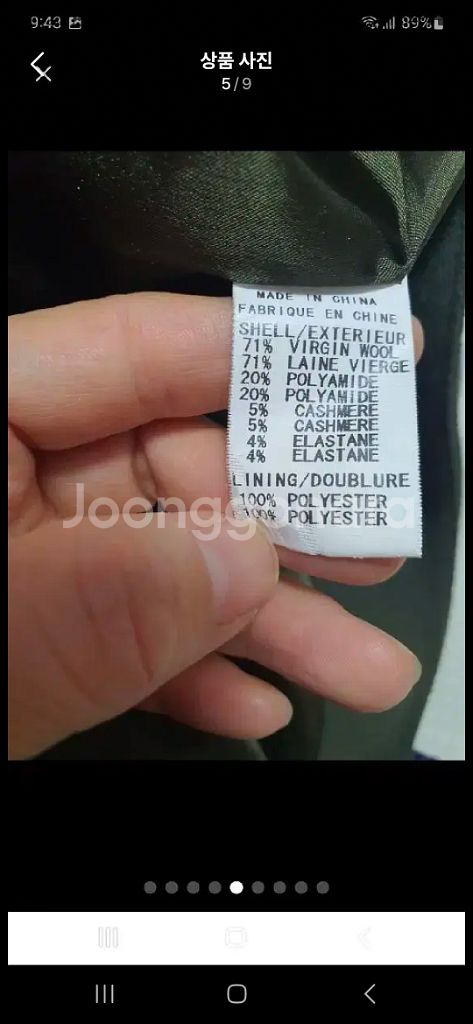 9:43
89%
상품 사진
5/9
MADE IN CHINA
FABRIQUE EN CHINE
SHELL/EXTERIEUR
71% VIRGIN WOOL
71% LAINE VIERGE
20% POLYAMIDE
20% POLYAMIDE
5% CASHMERE
5% CASHMERE
4% ELASTANE
4% ELASTANE
LINING/DOUBLURE
100% POLYESTER
100% POLYESTER